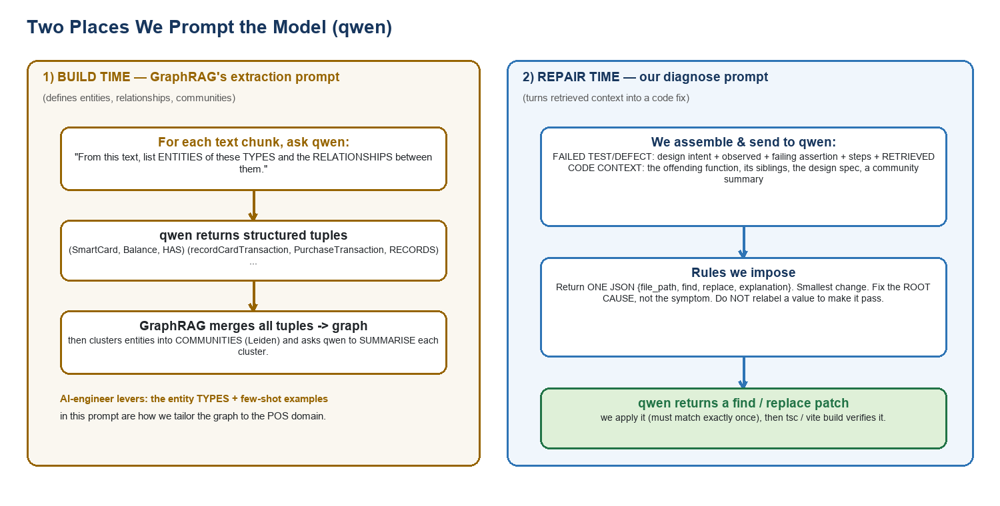 Two Places We Prompt the Model (qwen)
1) BUILD TIME — GraphRAG's extraction prompt
(defines entities, relationships, communities)
For each text chunk, ask qwen:
"From this text, list ENTITIES of these TYPES and the RELATIONSHIPS between
them."
qwen returns structured tuples
(SmartCard, Balance, HAS) (recordCardTransaction, PurchaseTransaction, RECORDS)
...
GraphRAG merges all tuples -> graph
then clusters entities into COMMUNITIES (Leiden) and asks qwen to SUMMARISE each
cluster.
AI-engineer levers: the entity TYPES + few-shot examples
in this prompt are how we tailor the graph to the POS domain.
2) REPAIR TIME — our diagnose prompt
(turns retrieved context into a code fix)
We assemble & send to qwen:
FAILED TEST/DEFECT: design intent + observed + failing assertion + steps + RETRIEVED
CODE CONTEXT: the offending function, its siblings, the design spec, a community
summary
Rules we impose
Return ONE JSON {file_path, find, replace, explanation}. Smallest change. Fix the ROOT
CAUSE, not the symptom. Do NOT relabel a value to make it pass.
qwen returns a find / replace patch
we apply it (must match exactly once), then tsc / vite build verifies it.